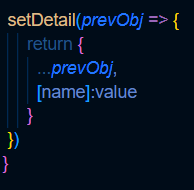 setDetail(prevObj => {
return {
...prevObj,
[name]:value
}
})
}